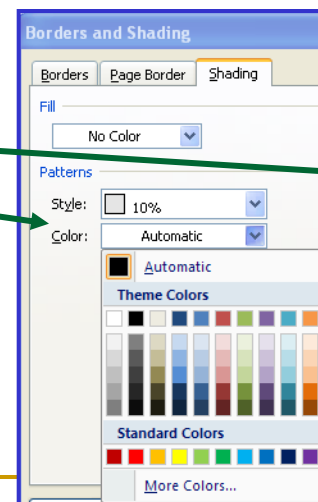 Borders and Shading
Borders Page Border Shading
Fill
No Color
Patterns
Style: 10%
Color: Automatic
Automatic
Theme Colors
Standard Colors
More Colors...